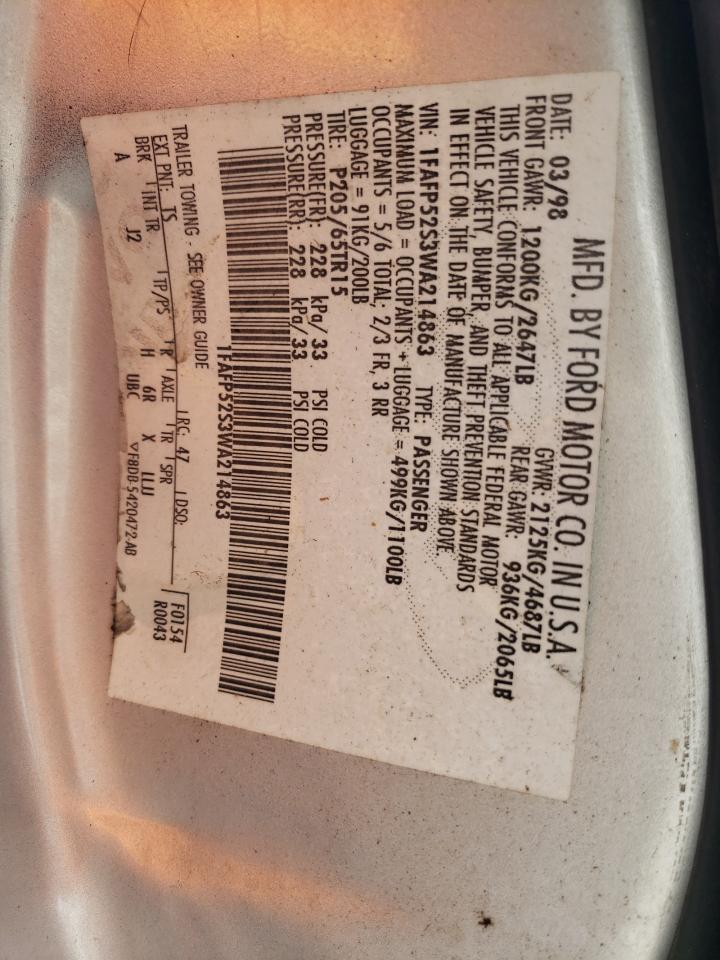 MFD. BY FORD MOTOR CO. IN U.S.A.
DATE: 03/98 GVWR: 2125KG/4687LB
FRONT GAWR: 1200KG/2647LB REAR GAWR: 936KG/2065LB
THIS VEHICLE CONFORMS TO ALL APPLICABLE FEDERAL MOTOR
VEHICLE SAFETY, BUMPER, AND THEFT PREVENTION STANDARDS
IN EFFECT ON THE DATE OF MANUFACTURE SHOWN ABOVE.
VIN: 1FAFP52S3WA214863 TYPE: PASSENGER
MAXIMUM LOAD = OCCUPANTS + LUGGAGE = 499KG/1100LB
OCCUPANTS = 5/6 TOTAL, 2/3 FR, 3 RR
LUGGAGE = 91KG/200LB
TIRE: P205/65TR15
PRESSURE(FR): 228 kPa/33 PSI COLD
PRESSURE(RR): 228 kPa/33 PSI COLD
1FAFP52S3WA214863
TRAILER TOWING - SEE OWNER GUIDE
EXT PNT: TS RC: 47 DSO: F0154
BRK INT TR TP/PS R AXLE TR SPR R0043
A J2 H 6R X LLJJ
UBC ▽F8DB-5420472-AB